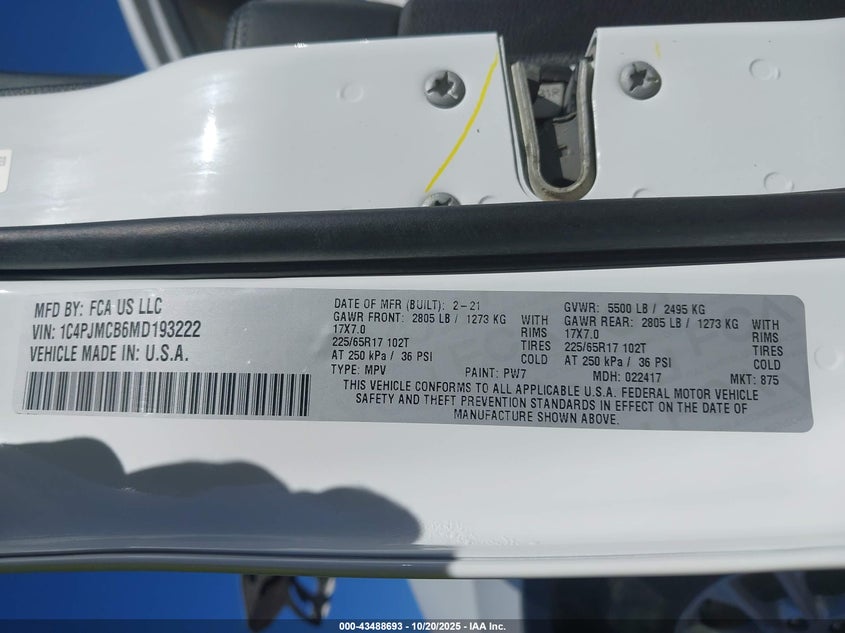 MFD BY: FCA US LLC
VIN: 1C4PJMCB6MD193222
VEHICLE MADE IN: U.S.A.
DATE OF MFR (BUILT): 2-21
GAWR FRONT: 2805 LB / 1273 KG WITH
17X7.0 RIMS
225/65R17 102T TIRES
AT 250 kPa / 36 PSI COLD
GVWR: 5500 LB / 2495 KG
GAWR REAR: 2805 LB / 1273 KG WITH
17X7.0 RIMS
225/65R17 102T TIRES
AT 250 kPa / 36 PSI COLD
TYPE: MPV PAINT: PW7 MDH: 022417 MKT: 875
THIS VEHICLE CONFORMS TO ALL APPLICABLE U.S.A. FEDERAL MOTOR VEHICLE
SAFETY AND THEFT PREVENTION STANDARDS IN EFFECT ON THE DATE OF
MANUFACTURE SHOWN ABOVE.
000-43488693 - 10/20/2025 - IAA Inc.